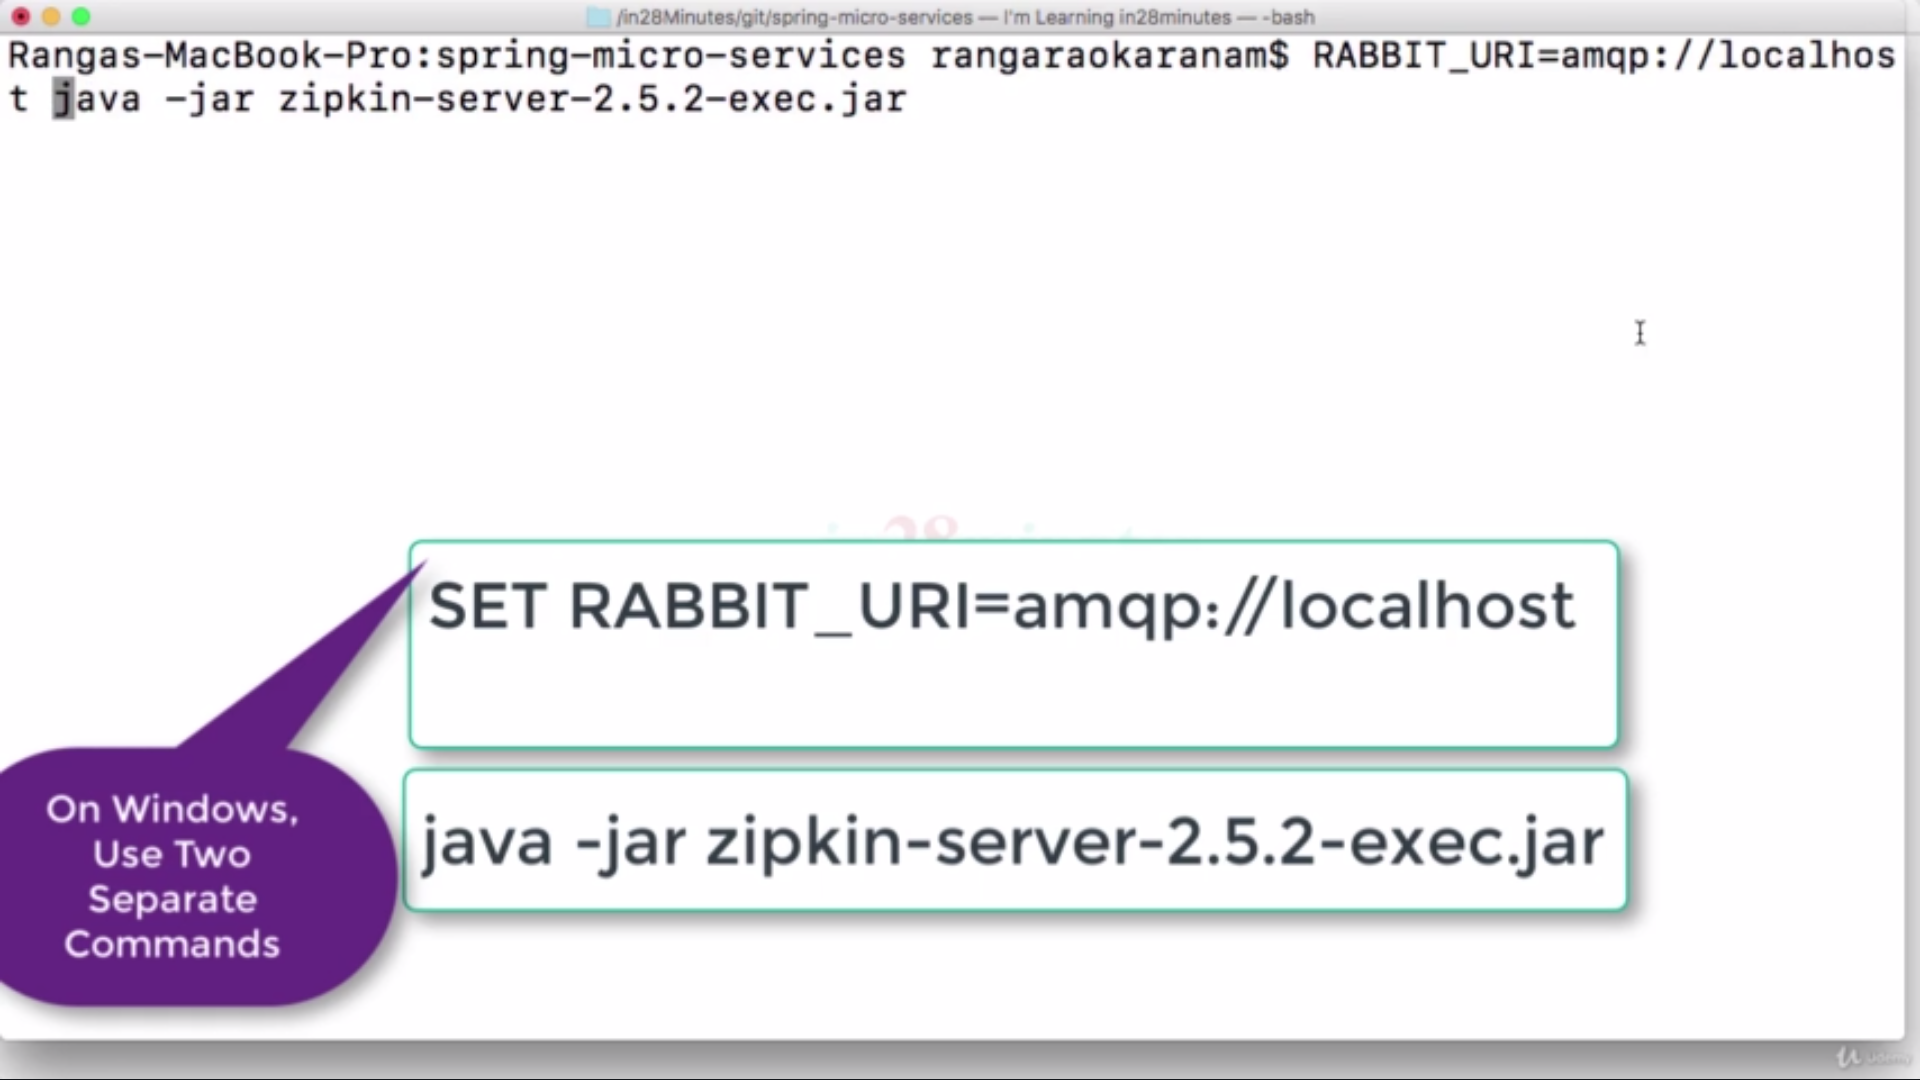 /in28Minutes/git/spring-micro-services — I'm Learning in28minutes — -bash
Rangas-MacBook-Pro:spring-micro-services rangaraokaranam$ RABBIT_URI=amqp://localhos
t java -jar zipkin-server-2.5.2-exec.jar
SET RABBIT_URI=amqp://localhost
java -jar zipkin-server-2.5.2-exec.jar
On Windows,
Use Two
Separate
Commands
Udemy